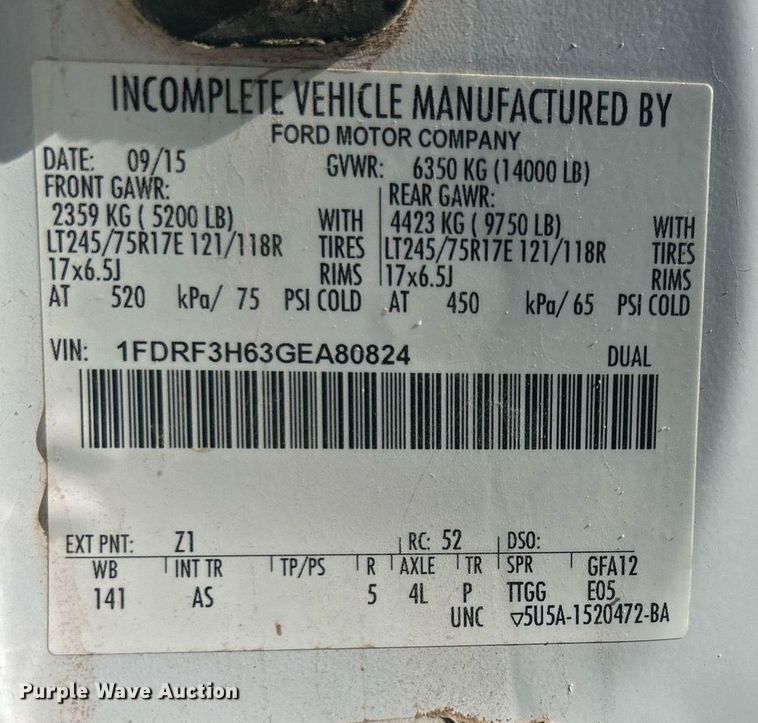 INCOMPLETE VEHICLE MANUFACTURED BY
FORD MOTOR COMPANY
DATE: 09/15 GVWR: 6350 KG (14000 LB)
FRONT GAWR: REAR GAWR:
2359 KG ( 5200 LB) WITH 4423 KG ( 9750 LB) WITH
LT245/75R17E 121/118R TIRES LT245/75R17E 121/118R TIRES
17x6.5J RIMS 17x6.5J RIMS
AT 520 kPa/ 75 PSI COLD AT 450 kPa/ 65 PSI COLD
VIN: 1FDRF3H63GEA80824 DUAL
EXT PNT: Z1 RC: 52 DSO:
WB INT TR TP/PS R AXLE TR SPR GFA12
141 AS 5 4L P TTGG E05
UNC ▽5U5A-1520472-BA
Purple Wave Auction